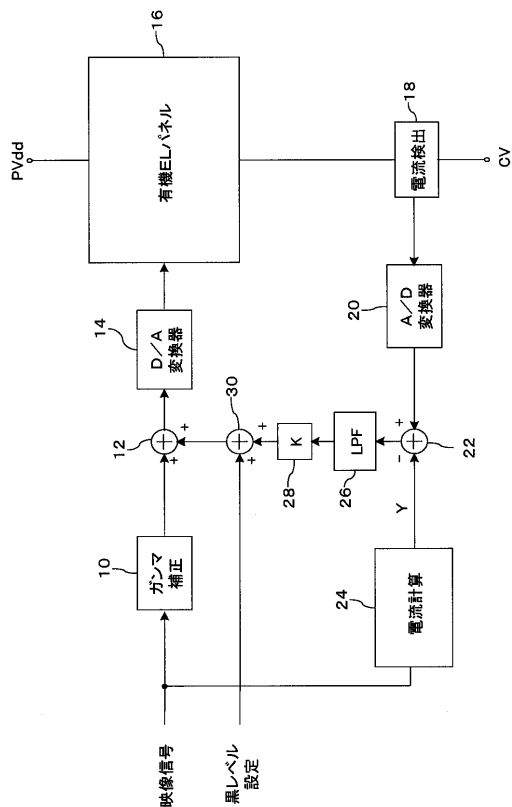 映像信号
黒レベル
設定
10
ガンマ
補正
12
+
+
14
D/A
変換器
PVdd
16
有機ELパネル
30
+
+
28
K
26
LPF
24
電流計算
Y
−
+
22
20
A/D
変換器
18
電流検出
CV